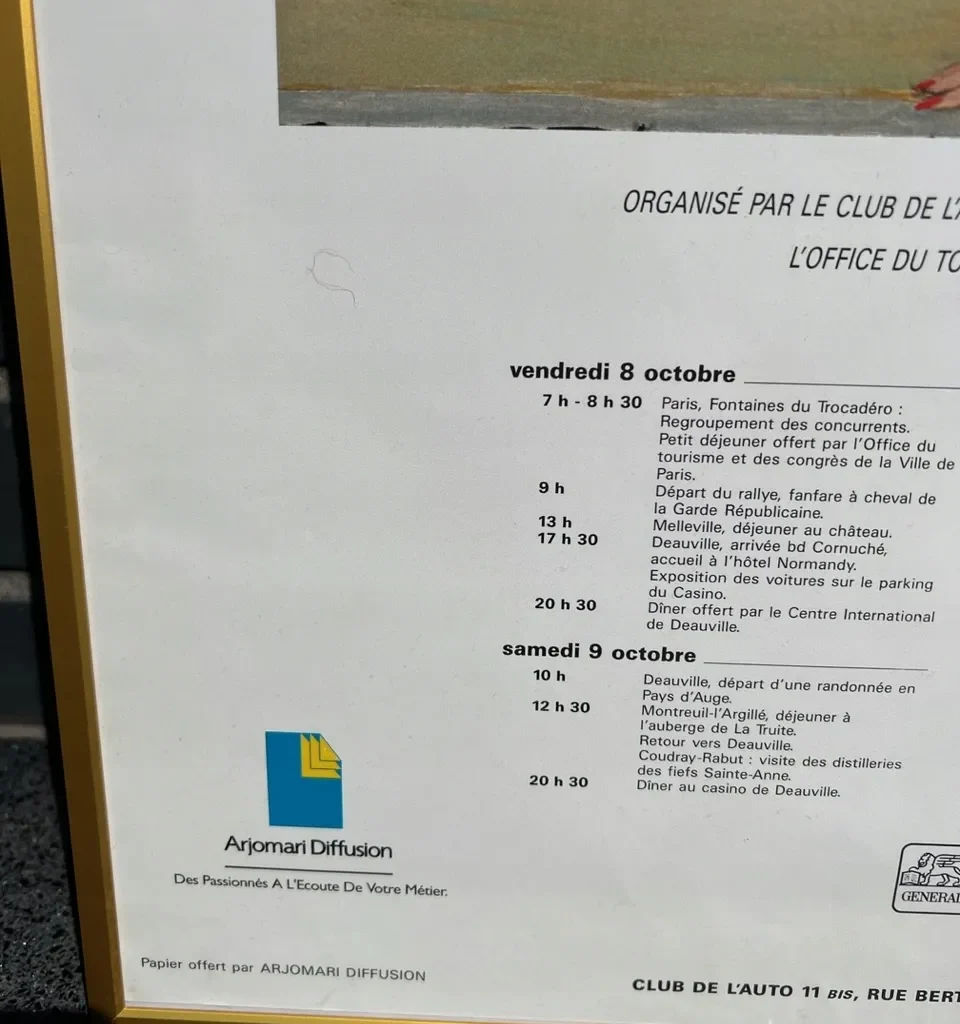 ORGANISÉ PAR LE CLUB DE L'
L'OFFICE DU TO
vendredi 8 octobre
7 h - 8 h 30 Paris, Fontaines du Trocadéro :
Regroupement des concurrents.
Petit déjeuner offert par l'Office du
tourisme et des congrès de la Ville de
Paris.
9 h Départ du rallye, fanfare à cheval de
la Garde Républicaine.
13 h Melleville, déjeuner au château.
17 h 30 Deauville, arrivée bd Cornuché,
accueil à l'hôtel Normandy.
Exposition des voitures sur le parking
du Casino.
20 h 30 Dîner offert par le Centre International
de Deauville.
samedi 9 octobre
10 h Deauville, départ d'une randonnée en
Pays d'Auge.
12 h 30 Montreuil-l'Argillé, déjeuner à
l'auberge de La Truite.
Retour vers Deauville.
Coudray-Rabut : visite des distilleries
des fiefs Sainte-Anne.
20 h 30 Dîner au casino de Deauville.
Arjomari Diffusion
Des Passionnés A L'Ecoute De Votre Métier.
GENERAL
Papier offert par ARJOMARI DIFFUSION
CLUB DE L'AUTO 11 BIS, RUE BERT